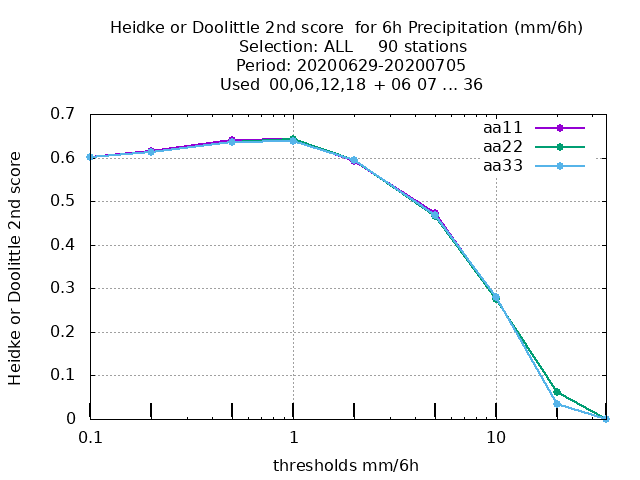 Heidke or Doolittle 2nd score  for 6h Precipitation (mm/6h)
Selection: ALL     90 stations
Period: 20200629-20200705
Used  00,06,12,18  + 06 07 ... 36
0.7
0.6
0.5
0.4
0.3
0.2
0.1
0
Heidke or Doolittle 2nd score
aa11
aa22
aa33
0.1
1
10
thresholds mm/6h